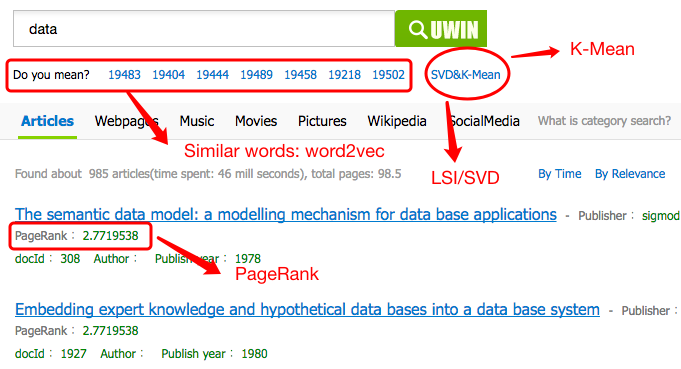 data
UWIN
K-Mean
Do you mean? 19483 19404 19444 19489 19458 19218 19502 SVD&K-Mean
Articles Webpages Music Movies Pictures Wikipedia SocialMedia What is category search?
Similar words: word2vec
LSI/SVD
Found about 985 articles(time spent: 46 mill seconds), total pages: 98.5 By Time By Relevance
The semantic data model: a modelling mechanism for data base applications - Publisher : sigmod
PageRank : 2.7719538
docId : 308 Author : Publish year : 1978
PageRank
Embedding expert knowledge and hypothetical data bases into a data base system - Publisher :
PageRank : 2.7719538
docId : 1927 Author : Publish year : 1980